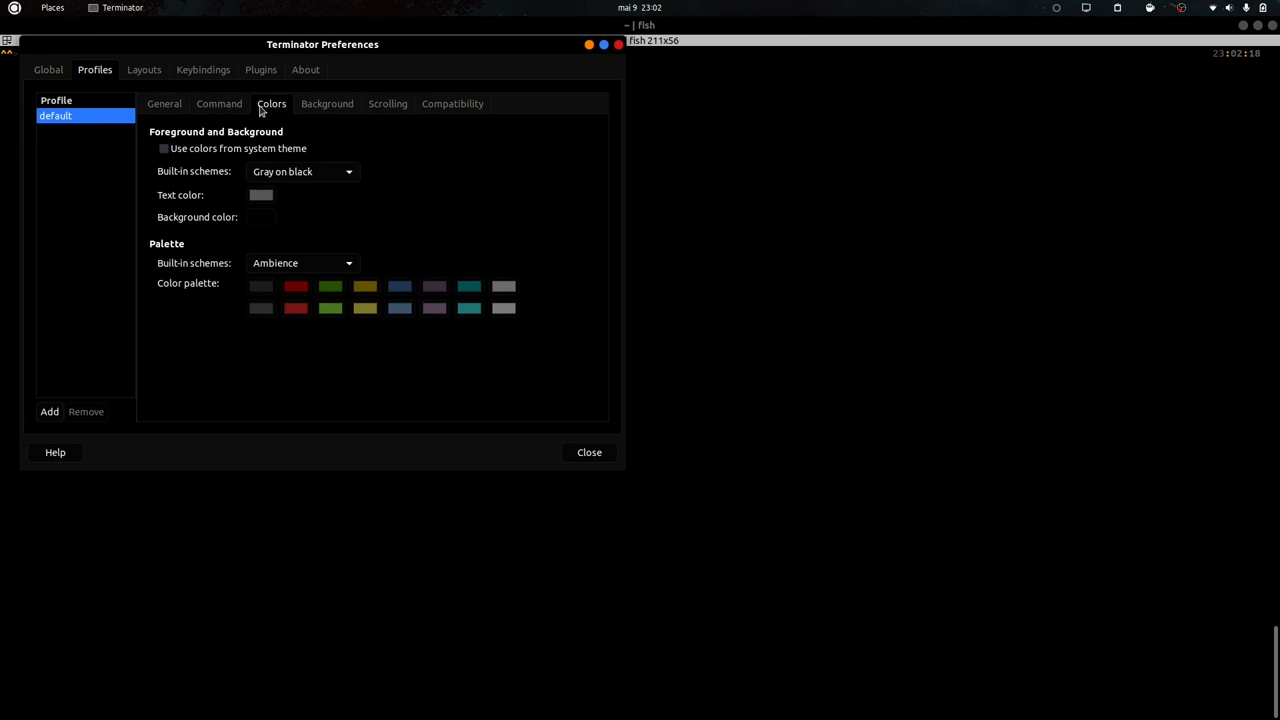 Places Terminator maj 9 23:02
~ | fish
Terminator Preferences
fish 211x56
^^
23:02:18
Global Profiles Layouts Keybindings Plugins About
Profile
default
General Command Colors Background Scrolling Compatibility
Foreground and Background
Use colors from system theme
Built-in schemes: Gray on black
Text color:
Background color:
Palette
Built-in schemes: Ambience
Color palette:
Add Remove
Help Close